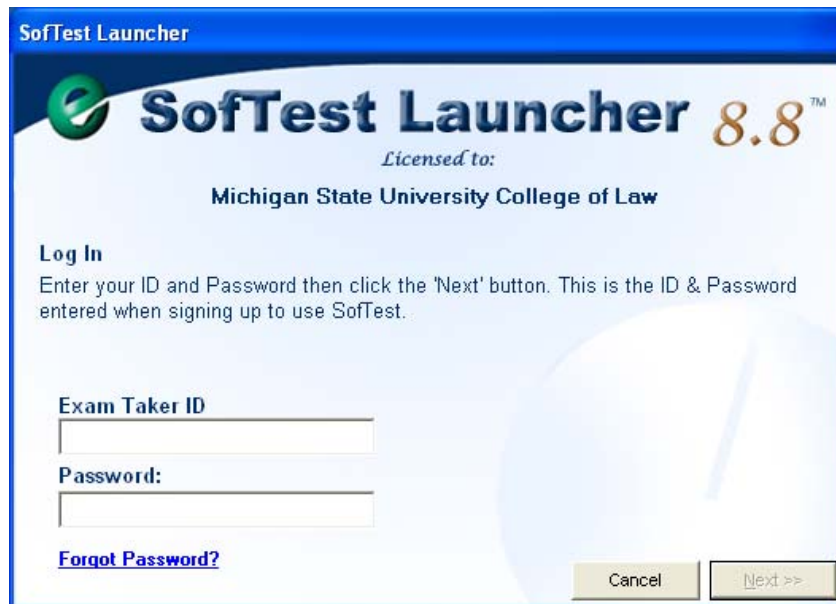 SofTest Launcher
SofTest Launcher 8.8™
Licensed to:
Michigan State University College of Law
Log In
Enter your ID and Password then click the 'Next' button. This is the ID & Password
entered when signing up to use SofTest.
Exam Taker ID
Password:
Forgot Password?
Cancel
Next >>